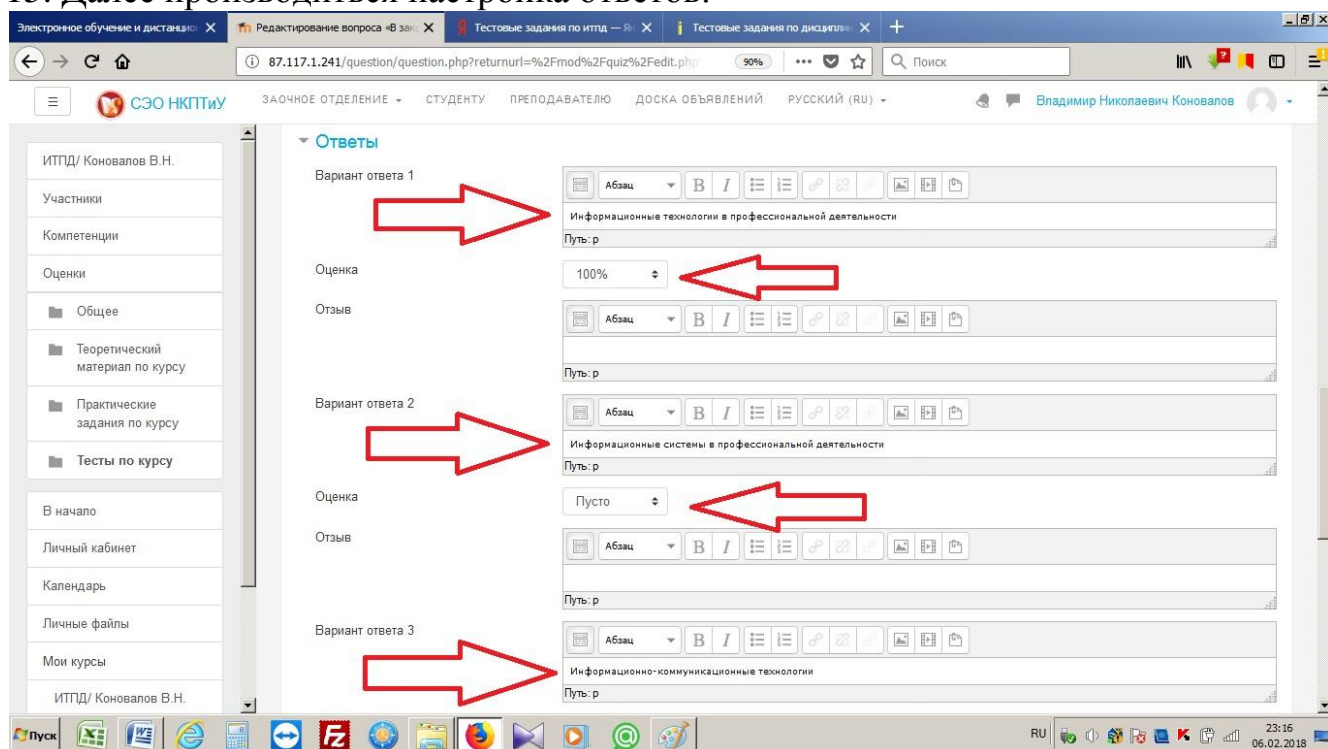 15. Далее производиться настройка ответов.
Электронное обучение и дистанцио
Редактирование вопроса «В зак
Тестовые задания по итпд — Ян
Тестовые задания по дисциплин
87.117.1.241/question/question.php?returnurl=%2Fmod%2Fquiz%2Fedit.php
90%
Поиск
СЭО НКПТиУ
ЗАОЧНОЕ ОТДЕЛЕНИЕ
СТУДЕНТУ
ПРЕПОДАВАТЕЛЮ
ДОСКА ОБЪЯВЛЕНИЙ
РУССКИЙ (RU)
Владимир Николаевич Коновалов
ИТПД/ Коновалов В.Н.
Участники
Компетенции
Оценки
Общее
Теоретический
материал по курсу
Практические
задания по курсу
Тесты по курсу
В начало
Личный кабинет
Календарь
Личные файлы
Мои курсы
ИТПД/ Коновалов В.Н.
Ответы
Вариант ответа 1
Абзац B I
Информационные технологии в профессиональной деятельности
Путь: p
Оценка
100%
Отзыв
Абзац B I
Путь: p
Вариант ответа 2
Абзац B I
Информационные системы в профессиональной деятельности
Путь: p
Оценка
Пусто
Отзыв
Абзац B I
Путь: p
Вариант ответа 3
Абзац B I
Информационно-коммуникационные технологии
Путь: p
Пуск
RU
23:16
06.02.2018